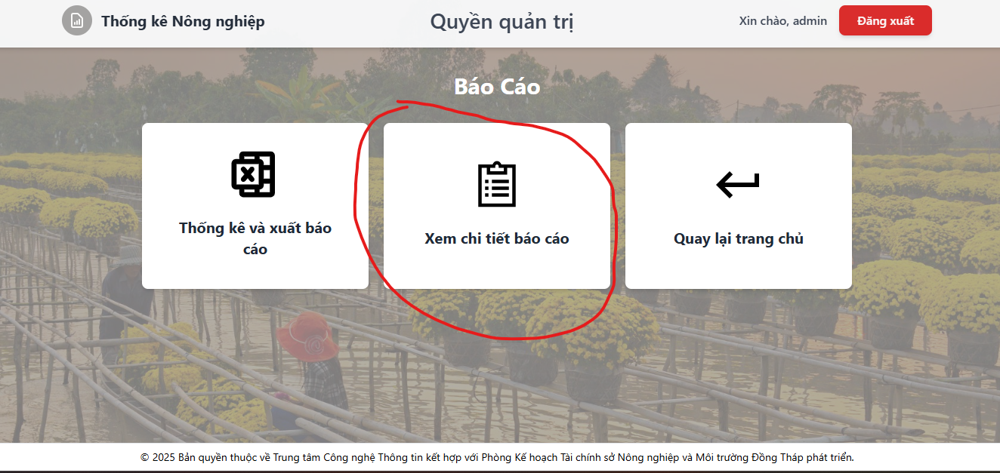 Thống kê Nông nghiệp
Quyền quản trị
Xin chào, admin
Đăng xuất
Báo Cáo
Thống kê và xuất báo
cáo
Xem chi tiết báo cáo
Quay lại trang chủ
© 2025 Bản quyền thuộc về Trung tâm Công nghệ Thông tin kết hợp với Phòng Kế hoạch Tài chính sở Nông nghiệp và Môi trường Đồng Tháp phát triển.